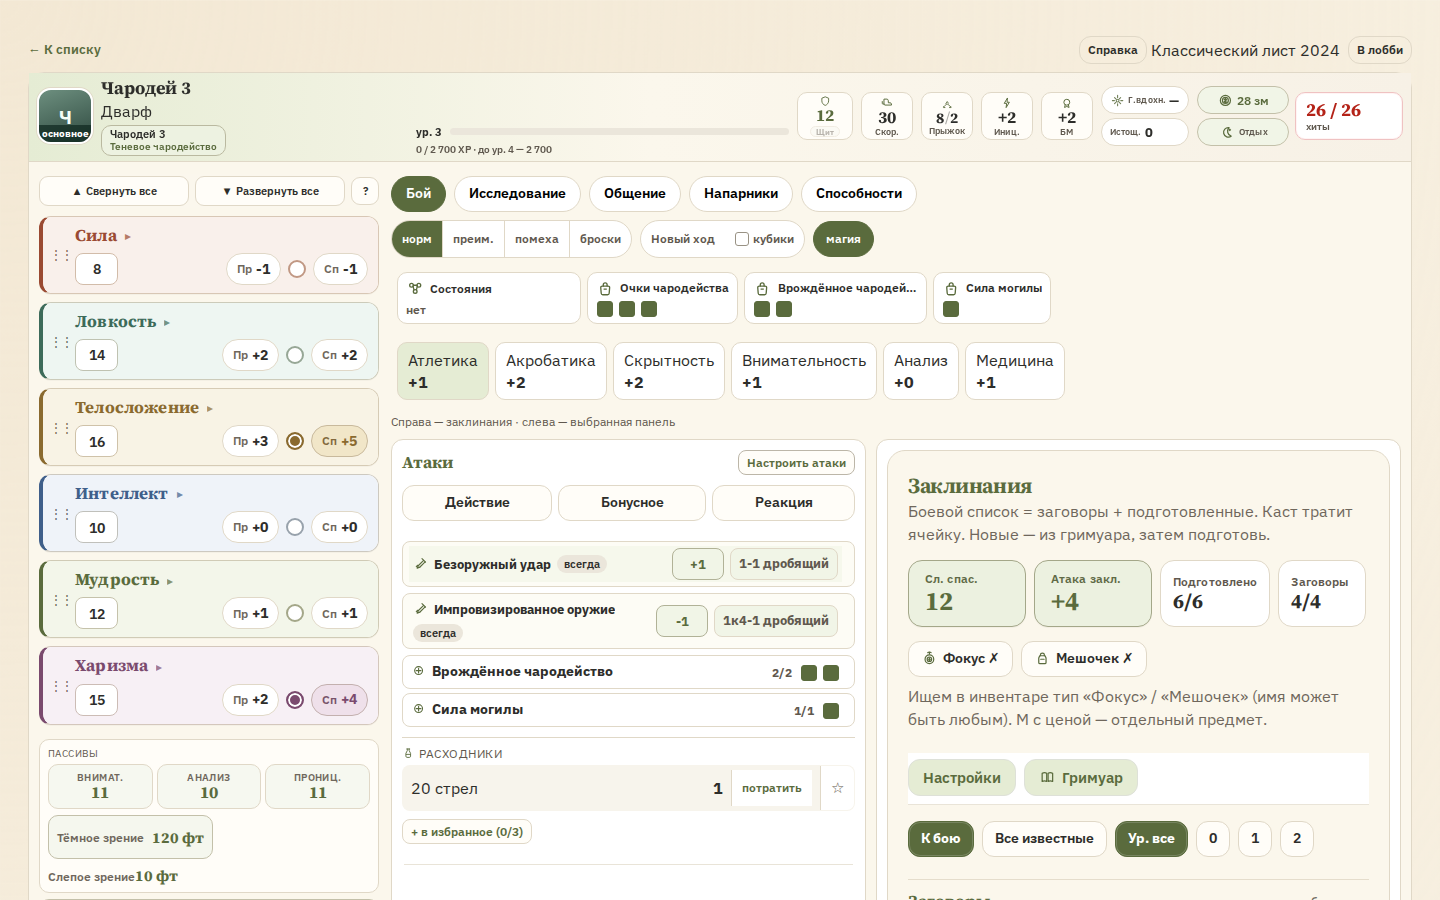 ← К списку
Справка Классический лист 2024 В лобби
Ч
основное
Чародей 3
Дварф
Чародей 3
Теневое чародейство
ур. 3
0 / 2 700 XP · до ур. 4 — 2 700
12
Щит
30
Скор.
8/2
Прыжок
+2
Иниц.
+2
БМ
Г.вдохн. —
Истощ. 0
28 зм
Отдых
26 / 26
хиты
▲ Свернуть все ▼ Развернуть все ?
Сила ▸
8 Пр -1 Сп -1
Ловкость ▸
14 Пр +2 Сп +2
Телосложение ▸
16 Пр +3 Сп +5
Интеллект ▸
10 Пр +0 Сп +0
Мудрость ▸
12 Пр +1 Сп +1
Харизма ▸
15 Пр +2 Сп +4
ПАССИВЫ
ВНИМАТ. АНАЛИЗ ПРОНИЦ.
11 10 11
Тёмное зрение 120 фт
Слепое зрение10 фт
Бой Исследование Общение Напарники Способности
норм преим. помеха броски Новый ход кубики магия
Состояния
нет
Очки чародейства
Врождённое чародей...
Сила могилы
Атлетика
+1
Акробатика
+2
Скрытность
+2
Внимательность
+1
Анализ
+0
Медицина
+1
Справа — заклинания · слева — выбранная панель
Атаки Настроить атаки
Действие Бонусное Реакция
Безоружный удар всегда +1 1-1 дробящий
Импровизированное оружие
всегда
-1 1к4-1 дробящий
Врождённое чародейство 2/2
Сила могилы 1/1
РАСХОДНИКИ
20 стрел 1 потратить ☆
+ в избранное (0/3)
Заклинания
Боевой список = заговоры + подготовленные. Каст тратит
ячейку. Новые — из гримуара, затем подготовь.
Сл. спас.
12
Атака закл.
+4
Подготовлено
6/6
Заговоры
4/4
Фокус ✗ Мешочек ✗
Ищем в инвентаре тип «Фокус» / «Мешочек» (имя может
быть любым). М с ценой — отдельный предмет.
Настройки Гримуар
К бою Все известные Ур. все 0 1 2